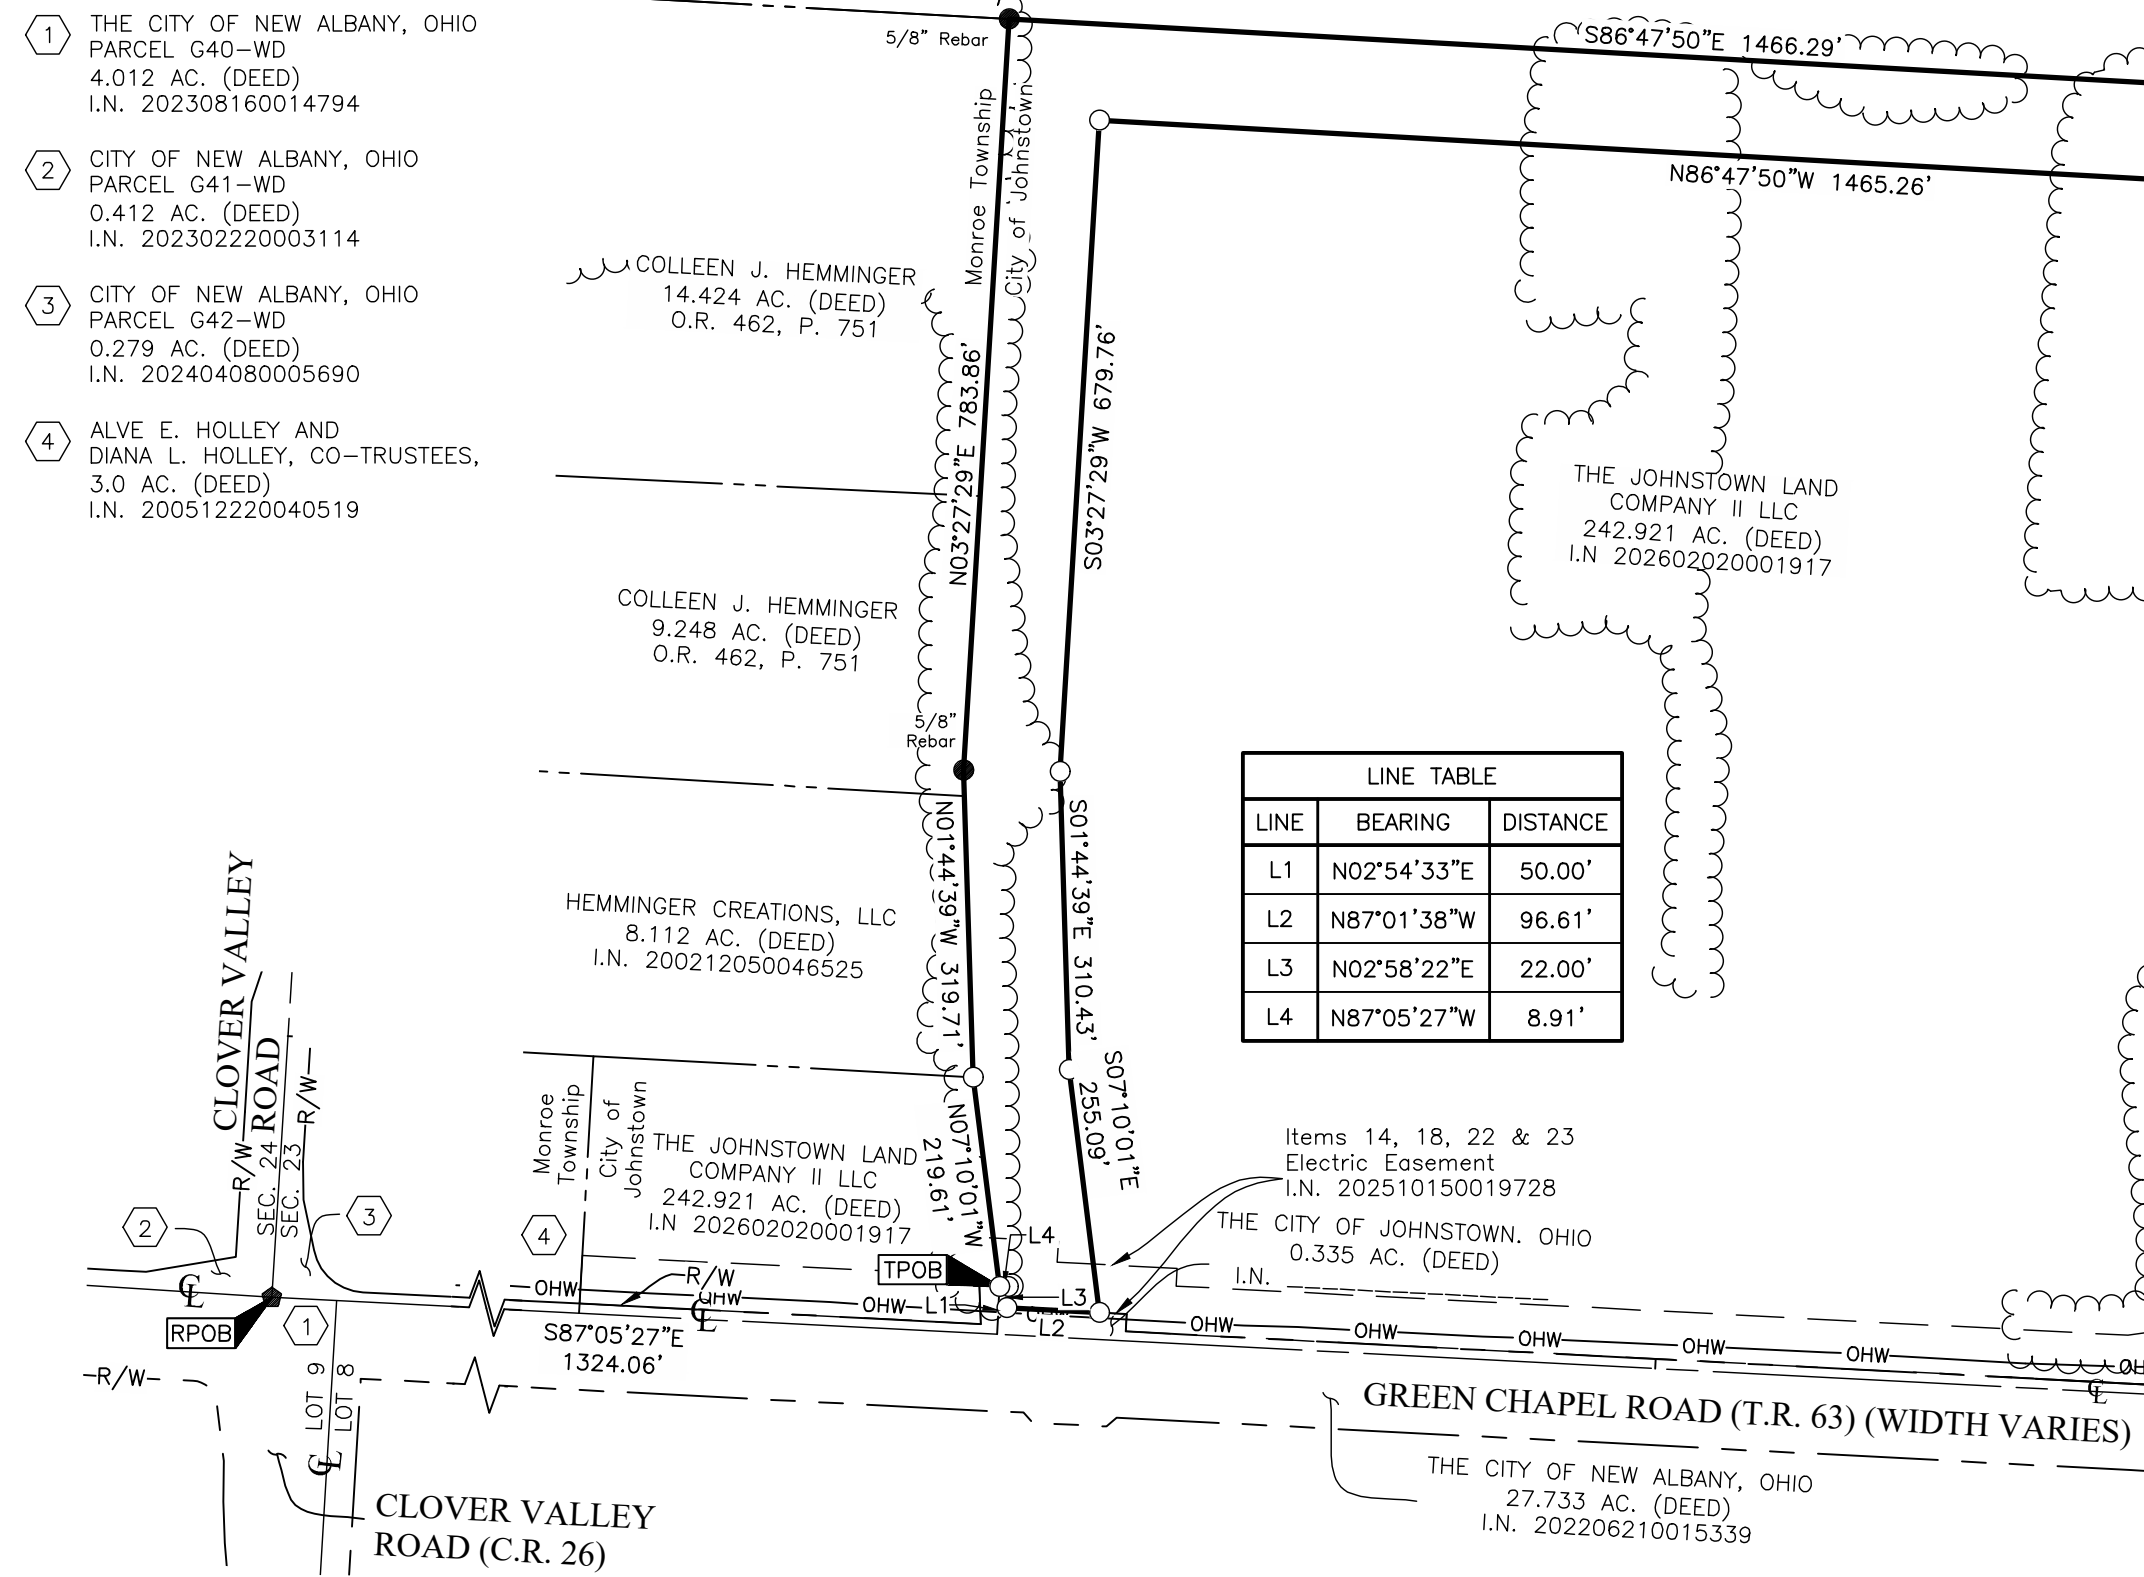 1
THE CITY OF NEW ALBANY, OHIO
PARCEL G40-WD
4.012 AC. (DEED)
I.N. 202308160014794
2
CITY OF NEW ALBANY, OHIO
PARCEL G41-WD
0.412 AC. (DEED)
I.N. 202302220003114
3
CITY OF NEW ALBANY, OHIO
PARCEL G42-WD
0.279 AC. (DEED)
I.N. 202404080005690
4
ALVE E. HOLLEY AND
DIANA L. HOLLEY, CO-TRUSTEES,
3.0 AC. (DEED)
I.N. 200512220040519
5/8" Rebar
S86°47'50"E 1466.29'
N86°47'50"W 1465.26'
Monroe Township
City of Johnstown
COLLEEN J. HEMMINGER
14.424 AC. (DEED)
O.R. 462, P. 751
N03°27'29"E 783.86'
S03°27'29"W 679.76'
THE JOHNSTOWN LAND
COMPANY II LLC
242.921 AC. (DEED)
I.N 202602020001917
COLLEEN J. HEMMINGER
9.248 AC. (DEED)
O.R. 462, P. 751
5/8"
Rebar
LINE TABLE
LINE BEARING DISTANCE
L1 N02°54'33"E 50.00'
L2 N87°01'38"W 96.61'
L3 N02°58'22"E 22.00'
L4 N87°05'27"W 8.91'
N01°44'39"W 319.71'
S01°44'39"E 310.43'
HEMMINGER CREATIONS, LLC
8.112 AC. (DEED)
I.N. 200212050046525
CLOVER VALLEY
ROAD
R/W
R/W
SEC. 24
SEC. 23
Monroe
Township
City of
Johnstown
THE JOHNSTOWN LAND
COMPANY II LLC
242.921 AC. (DEED)
I.N 202602020001917
N07°10'01"W
219.61'
S07°10'01"E
255.09'
Items 14, 18, 22 & 23
Electric Easement
I.N. 202510150019728
THE CITY OF JOHNSTOWN. OHIO
0.335 AC. (DEED)
I.N.
2
3
4
L4
TPOB
R/W
OHW
OHW
OHW
L1
L3
L2
CL
CL
RPOB
1
S87°05'27"E
1324.06'
OHW
OHW
OHW
OHW
OHW
OH
CL
R/W
LOT 9
LOT 8
CL
GREEN CHAPEL ROAD (T.R. 63) (WIDTH VARIES)
THE CITY OF NEW ALBANY, OHIO
27.733 AC. (DEED)
I.N. 202206210015339
CLOVER VALLEY
ROAD (C.R. 26)